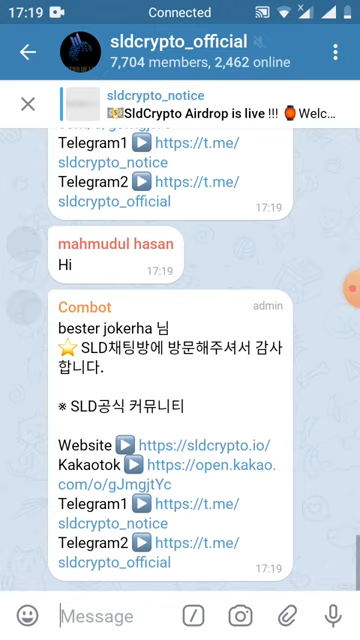 17:19
Connected
sldcrypto_official
7,704 members, 2,462 online
sldcrypto_notice
SldCrypto Airdrop is live !!! Welc...
Telegram1 ▶ https://t.me/
sldcrypto_notice
Telegram2 ▶ https://t.me/
sldcrypto_official
17:19
mahmudul hasan
Hi
17:19
Combot
admin
bester jokerha 님
⭐ SLD채팅방에 방문해주셔서 감사
합니다.
※ SLD공식 커뮤니티
Website ▶ https://sldcrypto.io/
Kakaotok ▶ https://open.kakao.
com/o/gJmgjtYc
Telegram1 ▶ https://t.me/
sldcrypto_notice
Telegram2 ▶ https://t.me/
sldcrypto_official
17:19
Message